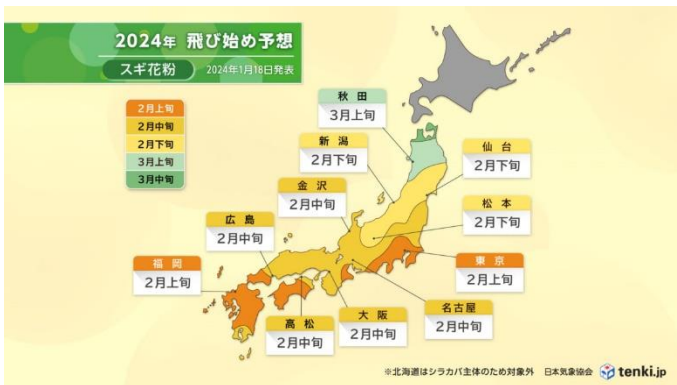 2024年 飛び始め予想
スギ花粉 2024年1月18日発表
2月上旬
2月中旬
2月下旬
3月上旬
3月中旬
秋田
3月上旬
新潟
2月下旬
仙台
2月下旬
金沢
2月中旬
松本
2月下旬
広島
2月中旬
福岡
2月上旬
東京
2月上旬
高松
2月中旬
大阪
2月中旬
名古屋
2月中旬
※北海道はシラカバ主体のため対象外 日本気象協会 tenki.jp